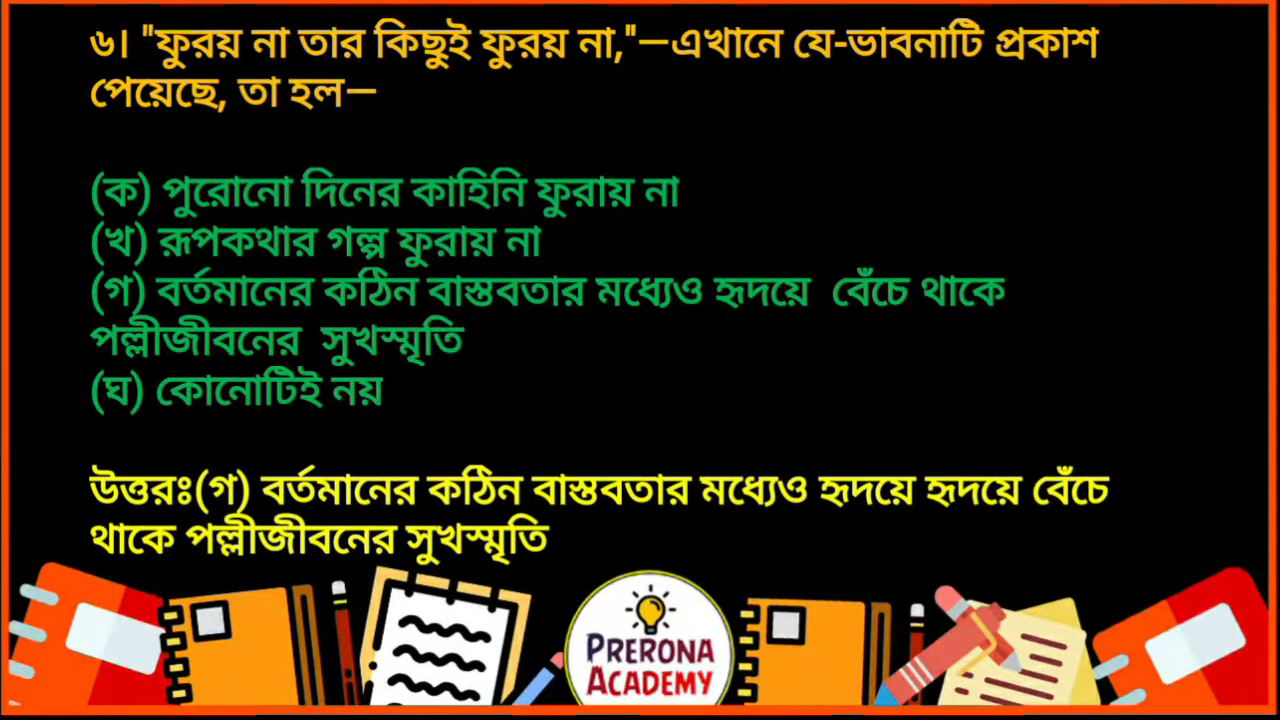 ৬। "ফুরয় না তার কিছুই ফুরয় না,"—এখানে যে-ভাবনাটি প্রকাশ
পেয়েছে, তা হল—
(ক) পুরোনো দিনের কাহিনি ফুরায় না
(খ) রূপকথার গল্প ফুরায় না
(গ) বর্তমানের কঠিন বাস্তবতার মধ্যেও হৃদয়ে বেঁচে থাকে
পল্লীজীবনের সুখস্মৃতি
(ঘ) কোনোটিই নয়
উত্তরঃ(গ) বর্তমানের কঠিন বাস্তবতার মধ্যেও হৃদয়ে হৃদয়ে বেঁচে
থাকে পল্লীজীবনের সুখস্মৃতি
PRERONA
ACADEMY